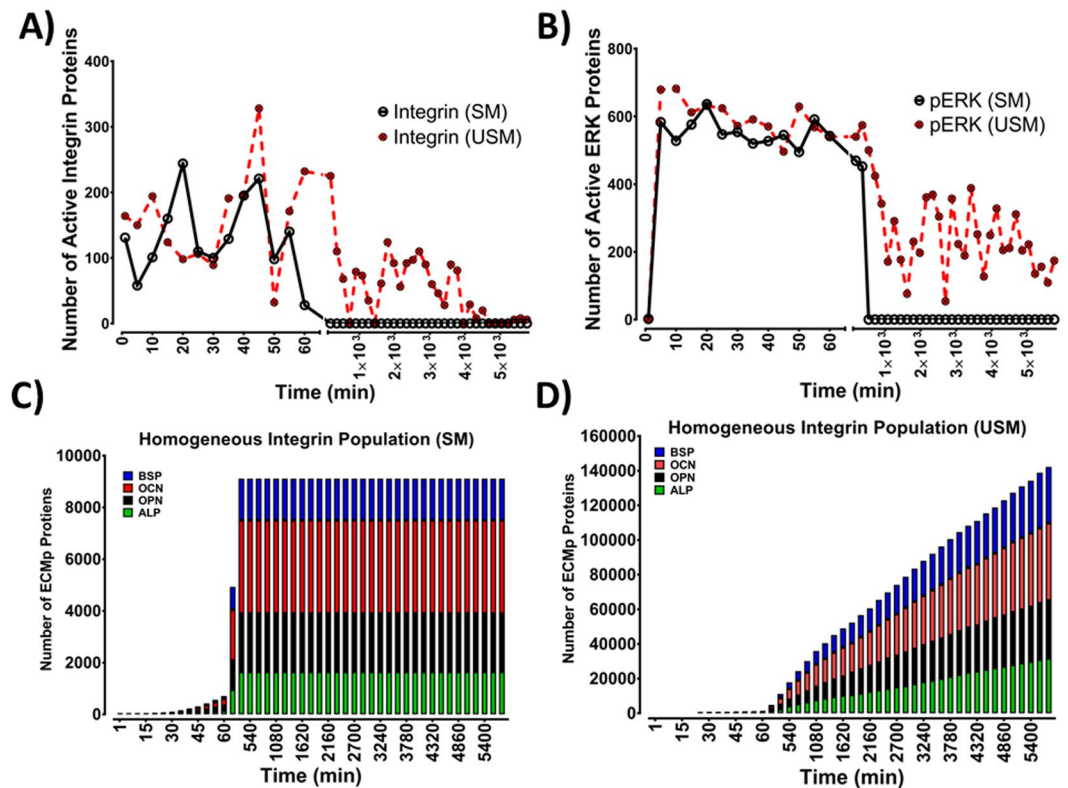 A)
400
300
200
100
0
Number of Active Integrin Proteins
Integrin (SM)
Integrin (USM)
0 10 20 30 40 50 60 1×10³ 2×10³ 3×10³ 4×10³ 5×10³
Time (min)
B)
800
600
400
200
0
Number of Active ERK Proteins
pERK (SM)
pERK (USM)
0 10 20 30 40 50 60 1×10³ 2×10³ 3×10³ 4×10³ 5×10³
Time (min)
C)
Homogeneous Integrin Population (SM)
10000
8000
6000
4000
2000
0
Number of ECMp Protiens
BSP
OCN
OPN
ALP
1 15 30 45 60 540 1080 1620 2160 2700 3240 3780 4320 4860 5400
Time (min)
D)
Homogeneous Integrin Population (USM)
160000
140000
120000
100000
80000
60000
40000
20000
0
Number of ECMp Protiens
BSP
OCN
OPN
ALP
1 15 30 45 60 540 1080 1620 2160 2700 3240 3780 4320 4860 5400
Time (min)